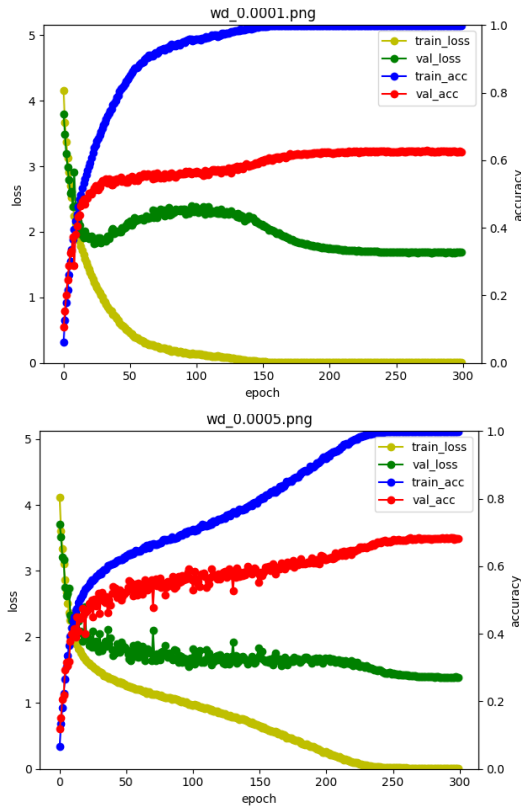 wd_0.0001.png
5
4
3
2
1
0
loss
1.0
0.8
0.6
0.4
0.2
0.0
accuracy
train_loss
val_loss
train_acc
val_acc
0 50 100 150 200 250 300
epoch
wd_0.0005.png
5
4
3
2
1
0
loss
1.0
0.8
0.6
0.4
0.2
0.0
accuracy
train_loss
val_loss
train_acc
val_acc
0 50 100 150 200 250 300
epoch